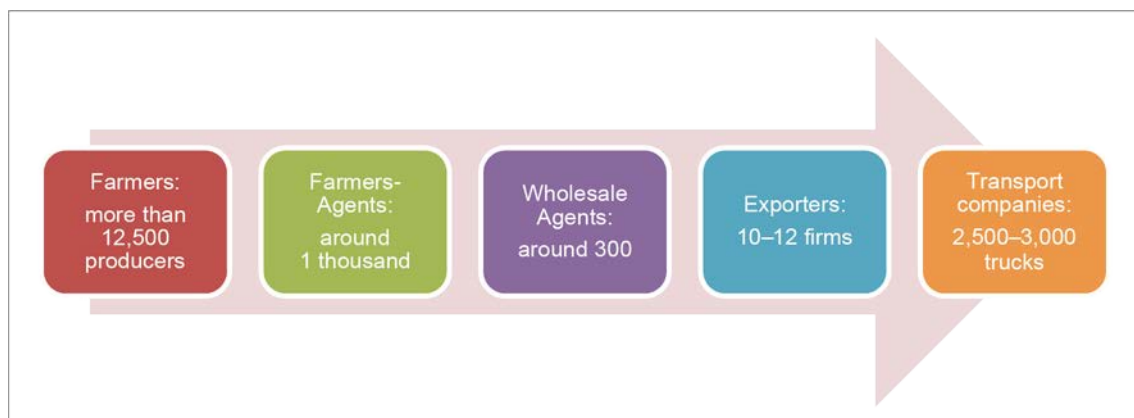 Farmers:
more than
12,500
producers
Farmers-
Agents:
around
1 thousand
Wholesale
Agents:
around 300
Exporters:
10–12 firms
Transport
companies:
2,500–3,000
trucks